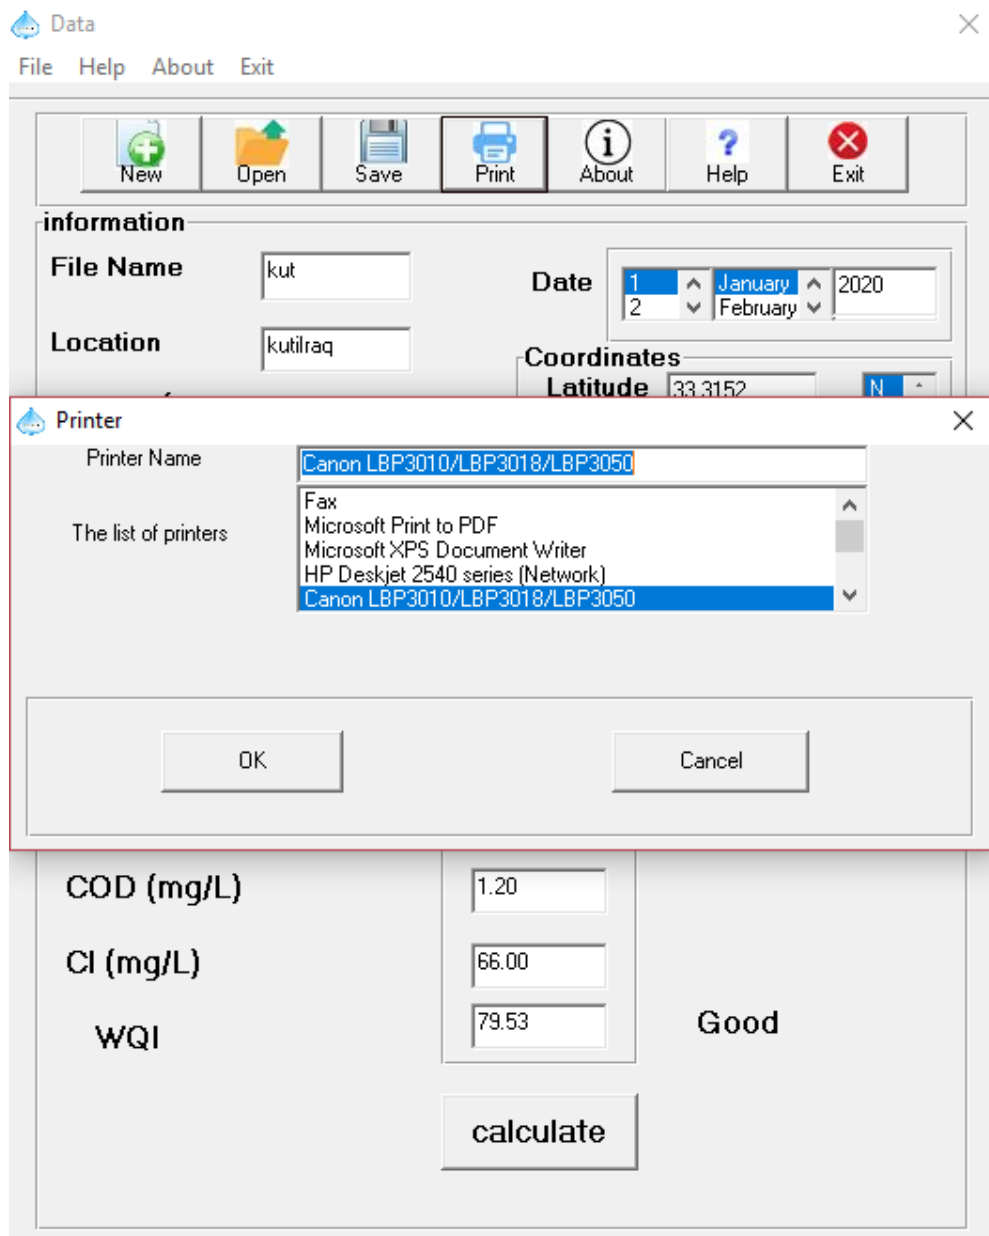 Data
File Help About Exit
New Open Save Print About Help Exit
information
File Name kut
Date 1 January 2020
2 February
Location kutilraq
Coordinates
Latitude 33.3152 N
Printer
Printer Name Canon LBP3010/LBP3018/LBP3050
Fax
The list of printers Microsoft Print to PDF
Microsoft XPS Document Writer
HP Deskjet 2540 series (Network)
Canon LBP3010/LBP3018/LBP3050
OK Cancel
COD (mg/L) 1.20
Cl (mg/L) 66.00
WQI 79.53 Good
calculate